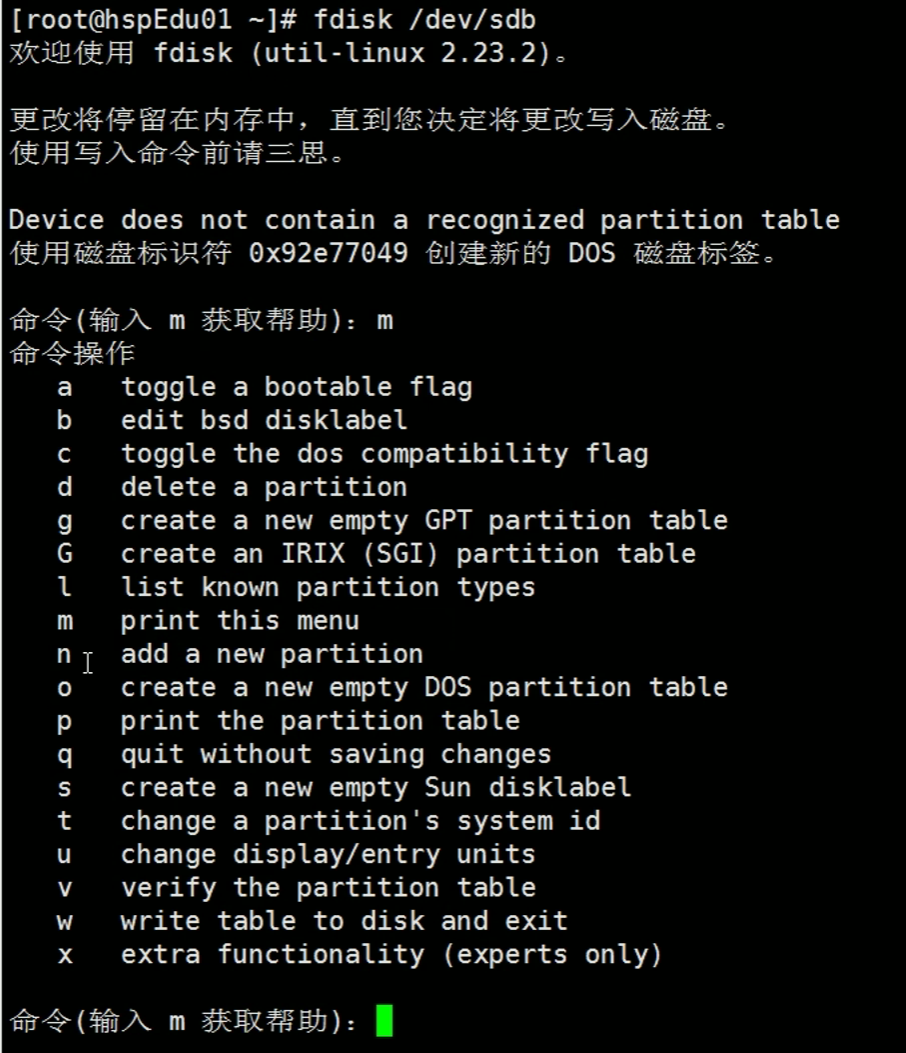 [root@hspEdu01 ~]# fdisk /dev/sdb
欢迎使用 fdisk (util-linux 2.23.2)。
更改将停留在内存中，直到您决定将更改写入磁盘。
使用写入命令前请三思。
Device does not contain a recognized partition table
使用磁盘标识符 0x92e77049 创建新的 DOS 磁盘标签。
命令(输入 m 获取帮助)：m
命令操作
   a   toggle a bootable flag
   b   edit bsd disklabel
   c   toggle the dos compatibility flag
   d   delete a partition
   g   create a new empty GPT partition table
   G   create an IRIX (SGI) partition table
   l   list known partition types
   m   print this menu
   n   add a new partition
   o   create a new empty DOS partition table
   p   print the partition table
   q   quit without saving changes
   s   create a new empty Sun disklabel
   t   change a partition's system id
   u   change display/entry units
   v   verify the partition table
   w   write table to disk and exit
   x   extra functionality (experts only)
命令(输入 m 获取帮助)：